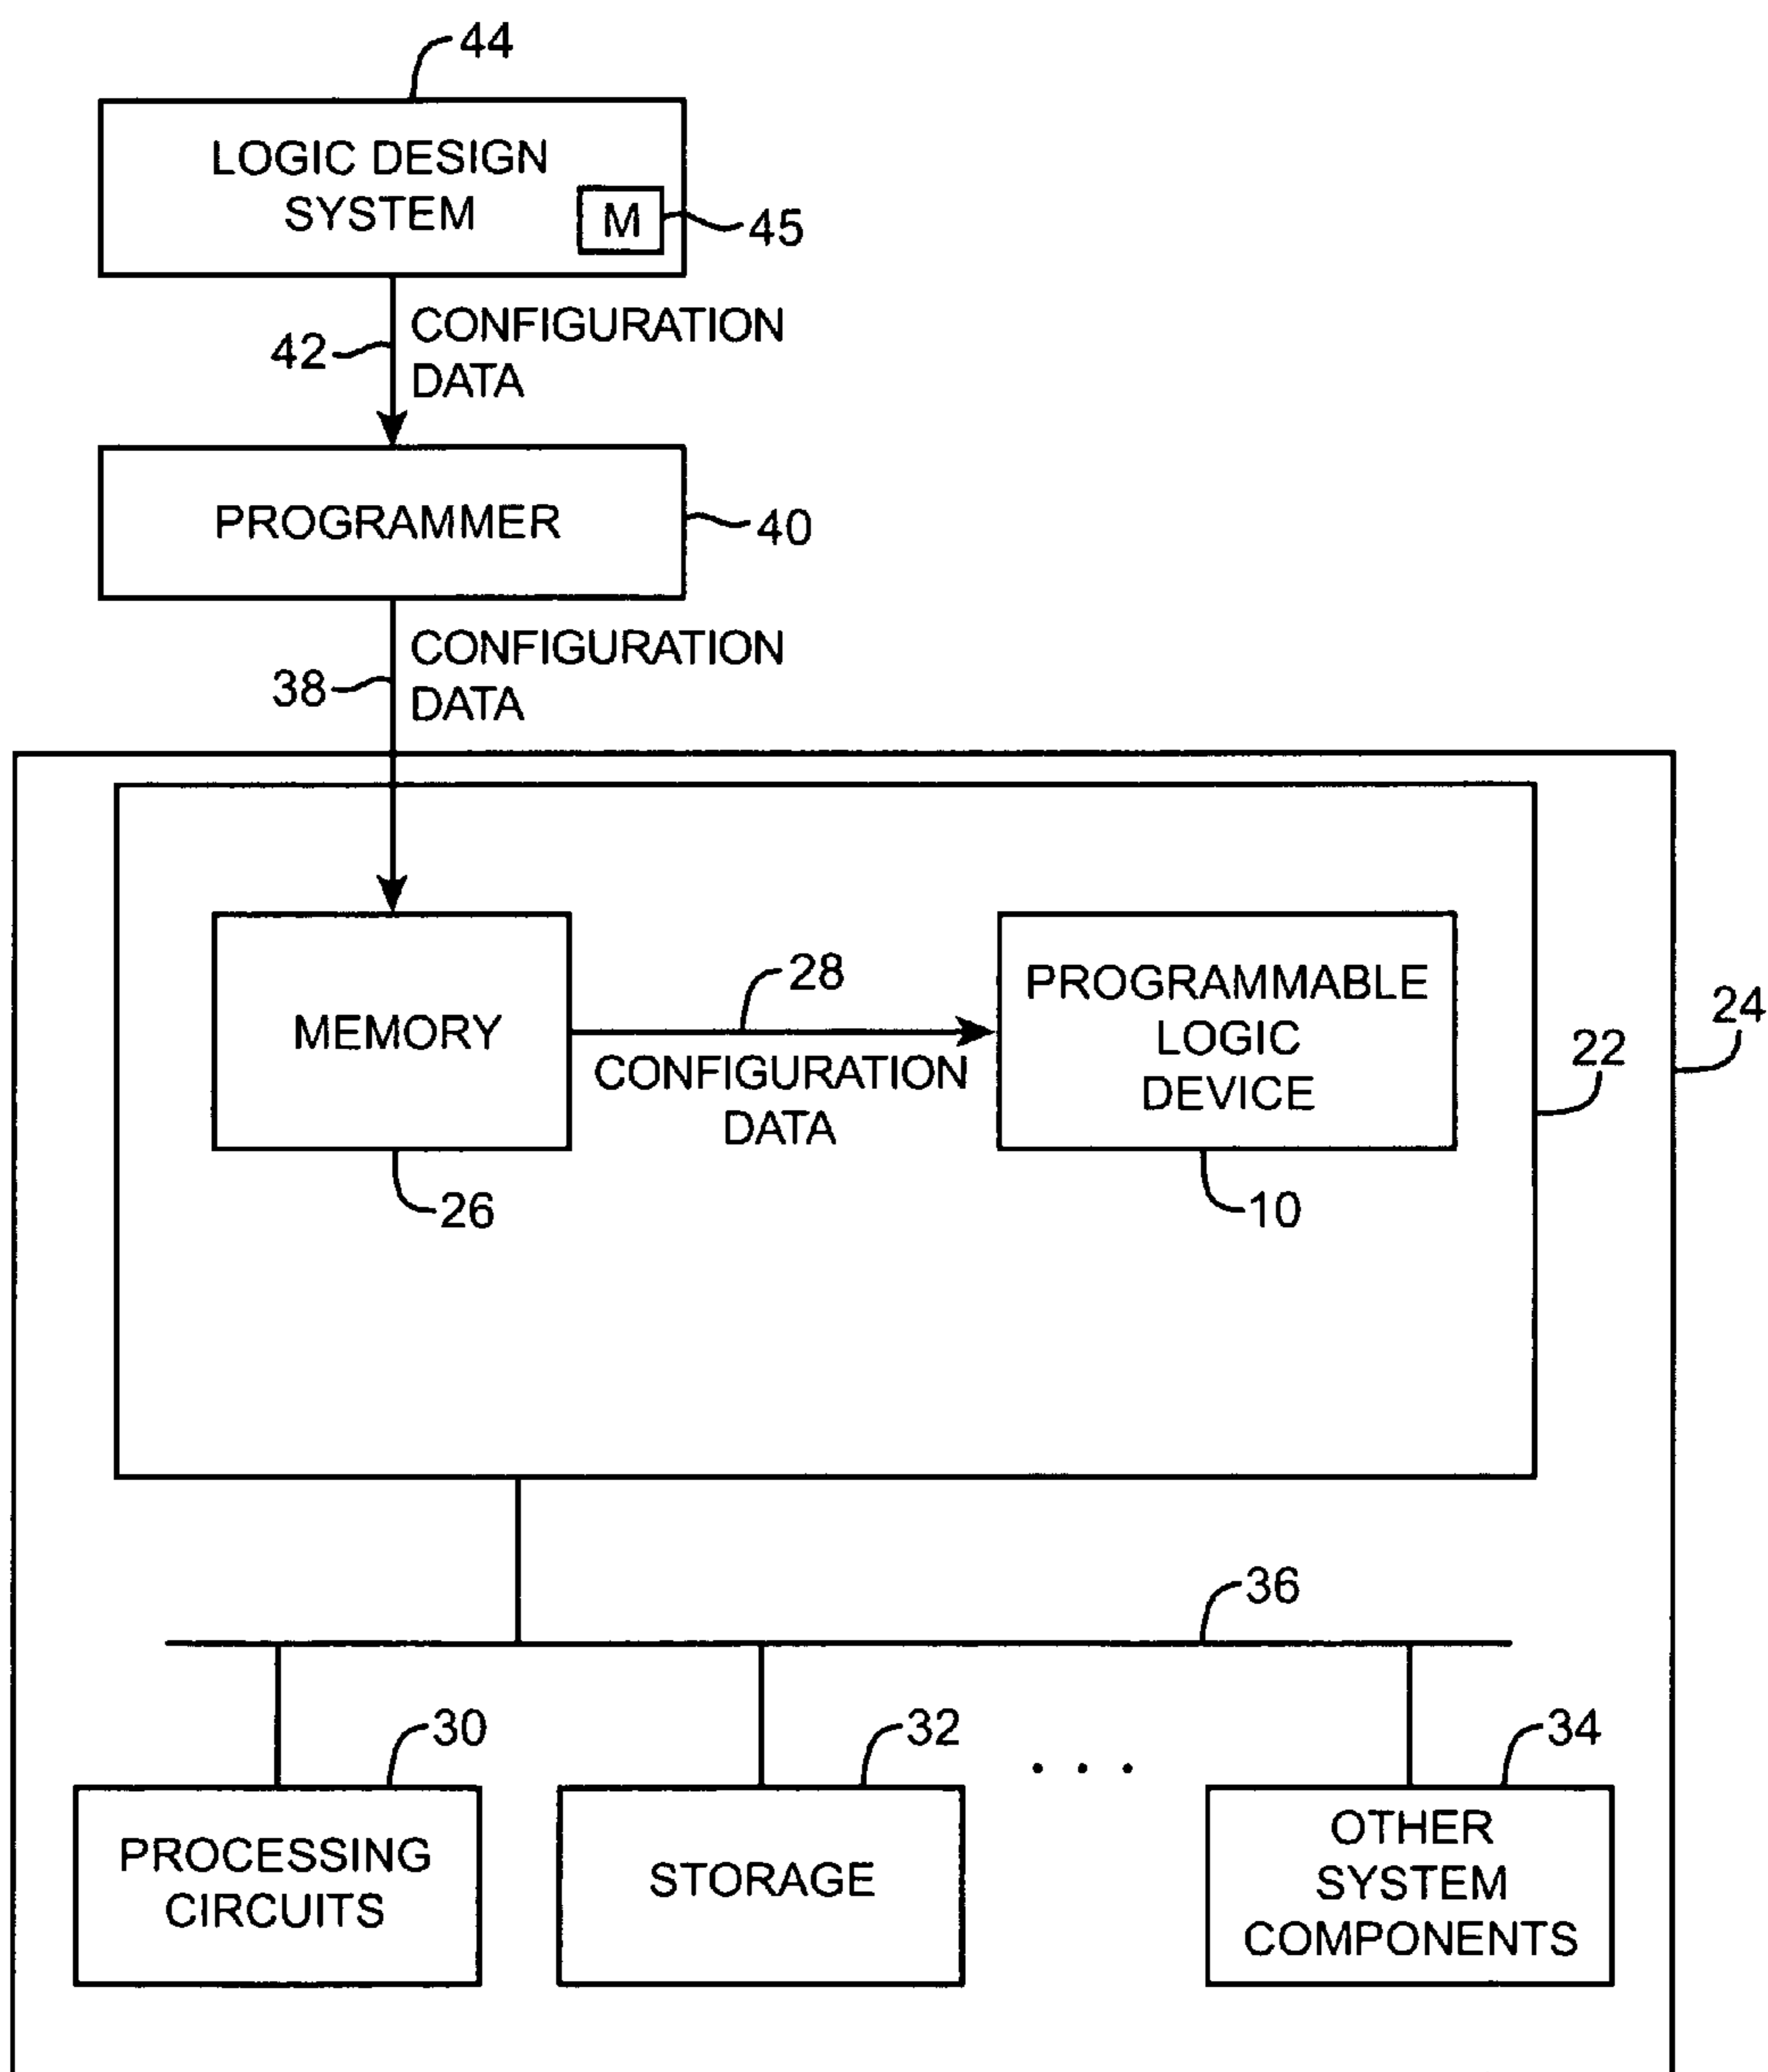 44
LOGIC DESIGN
SYSTEM
M
45
42
CONFIGURATION
DATA
PROGRAMMER
40
38
CONFIGURATION
DATA
MEMORY
28
CONFIGURATION
DATA
PROGRAMMABLE
LOGIC
DEVICE
24
22
26
10
36
30
32
34
PROCESSING
CIRCUITS
STORAGE
. . .
OTHER
SYSTEM
COMPONENTS